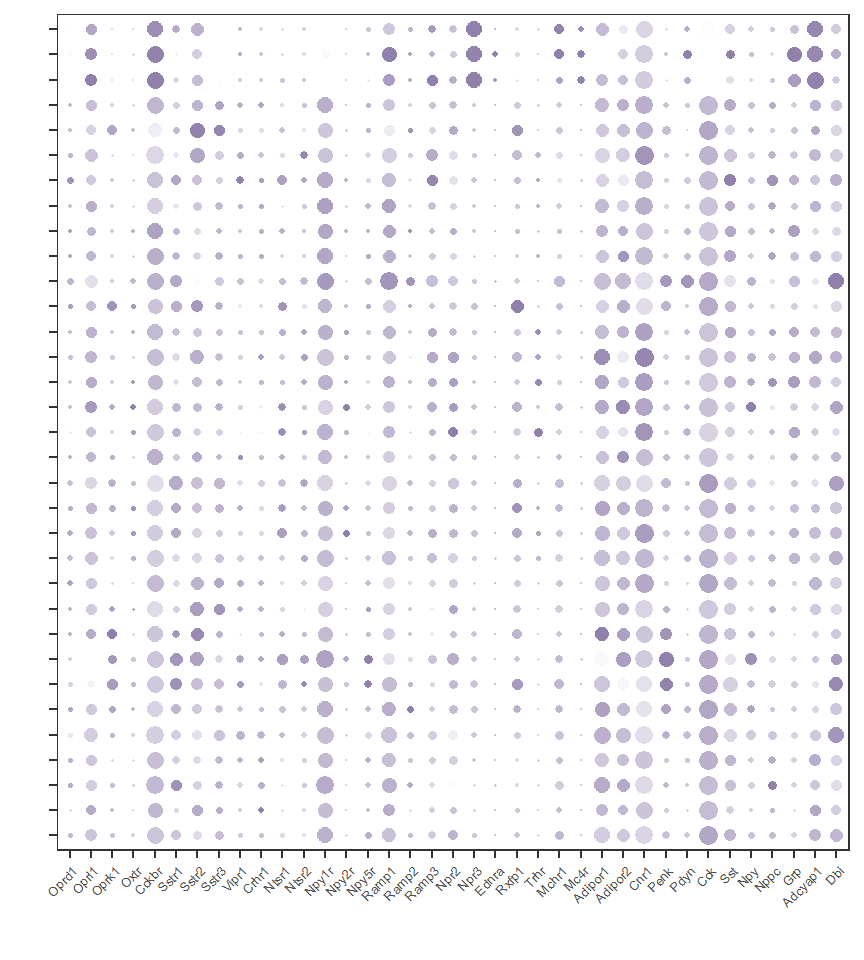 Oprd1
Oprl1
Oprk1
Oxtr
Cckbr
Sstr1
Sstr2
Sstr3
Vipr1
Crhr1
Ntsr1
Ntsr2
Npy1r
Npy2r
Npy5r
Ramp1
Ramp2
Ramp3
Npr2
Npr3
Ednra
Rxfp1
Trhr
Mchr1
Mc4r
Adipor1
Adipor2
Cnr1
Penk
Pdyn
Cck
Sst
Npy
Nppc
Grp
Adcyap1
Dbi